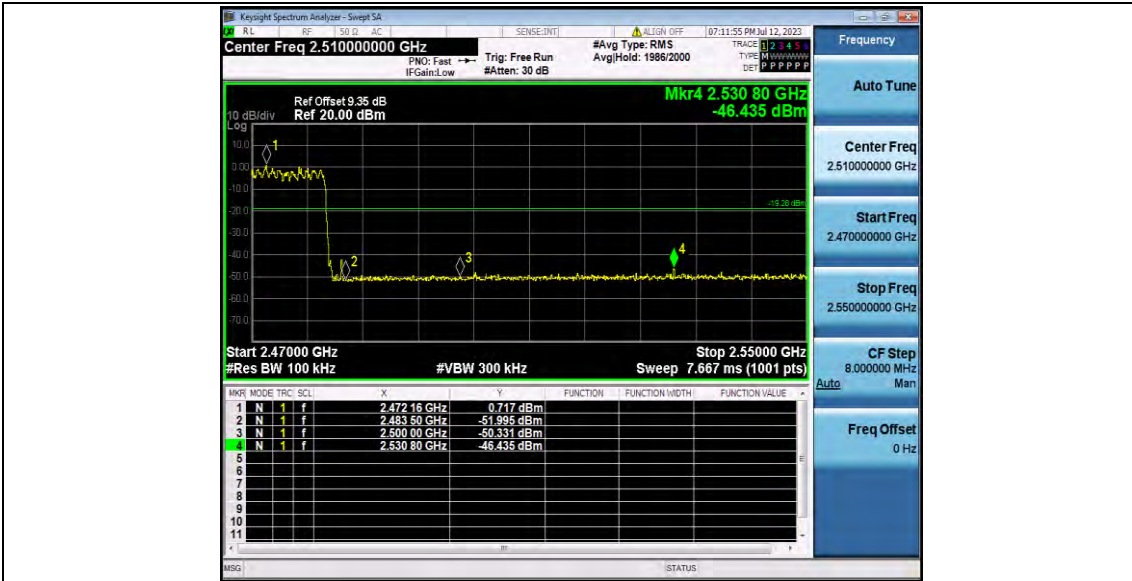 Keysight Spectrum Analyzer - Swept SA
RL RF 50 Ω AC SENSE:INT ALIGN OFF 07:11:55 PM Jul 12, 2023
Center Freq 2.510000000 GHz
#Avg Type: RMS
TRACE 1 2 3 4 5 6
PNO: Fast Trig: Free Run Avg|Hold: 1986/2000
TYPE M WWWWW
IFGain:Low #Atten: 30 dB
DET P P P P P P
Frequency
Auto Tune
Center Freq
2.510000000 GHz
Start Freq
2.470000000 GHz
Stop Freq
2.550000000 GHz
CF Step
8.000000 MHz
Auto Man
Freq Offset
0 Hz
Mkr4 2.530 80 GHz
-46.435 dBm
Ref Offset 9.35 dB
10 dB/div Ref 20.00 dBm
Log
10.0
0.00
-10.0
-20.0
-30.0
-40.0
-50.0
-60.0
-70.0
1
-19.28 dBm
2
3
4
Start 2.47000 GHz Stop 2.55000 GHz
#Res BW 100 kHz #VBW 300 kHz Sweep 7.667 ms (1001 pts)
MKR MODE TRC SCL X Y FUNCTION FUNCTION WIDTH FUNCTION VALUE
1 N 1 f 2.472 16 GHz 0.717 dBm
2 N 1 f 2.483 50 GHz -51.995 dBm
3 N 1 f 2.500 00 GHz -50.331 dBm
4 N 1 f 2.530 80 GHz -46.435 dBm
5
6
7
8
9
10
11
MSG STATUS